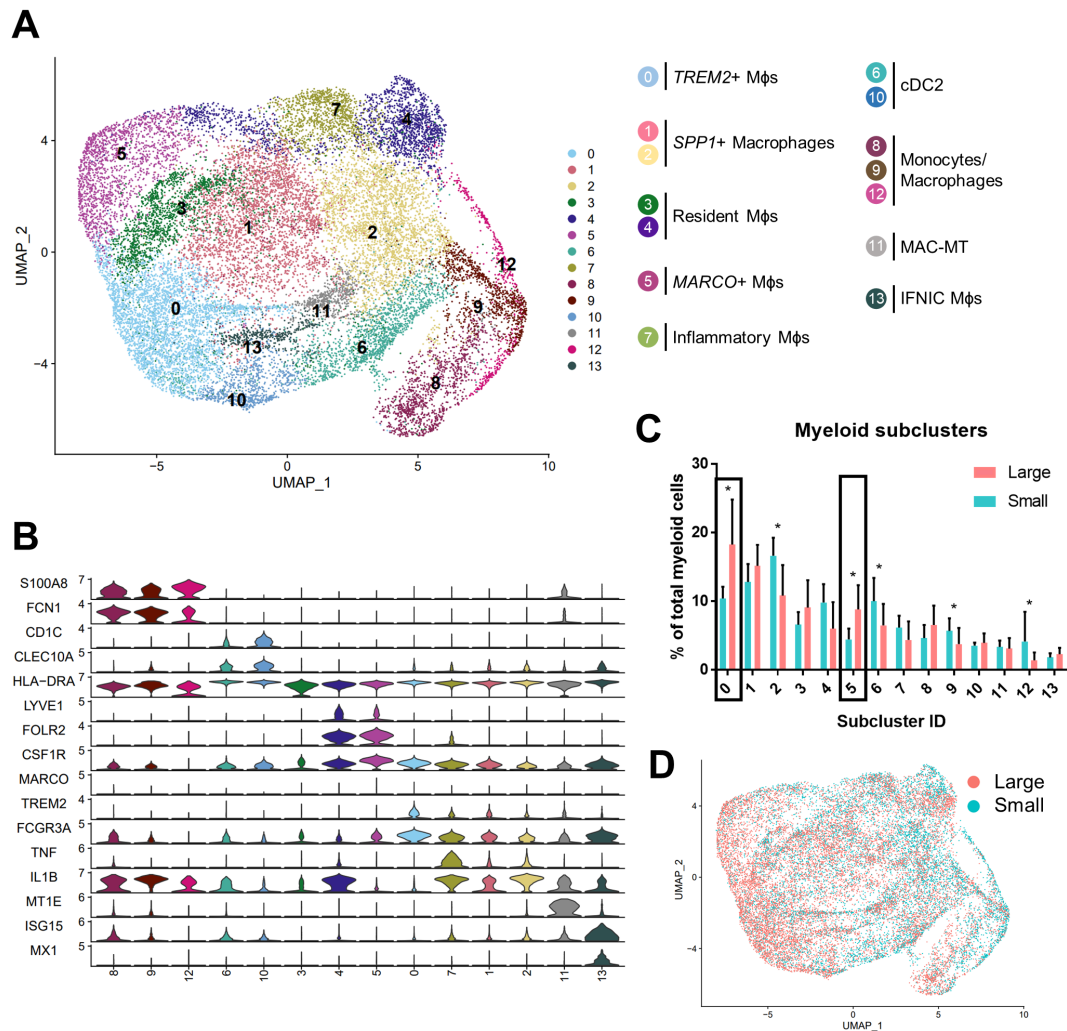 A
UMAP_2
4
0
−4
−5
0
5
10
UMAP_1
5
7
4
3
1
2
0
11
12
9
13
6
8
10
0
1
2
3
4
5
6
7
8
9
10
11
12
13
0 TREM2+ Mɸs
1
2
SPP1+ Macrophages
3
4
Resident Mɸs
5 MARCO+ Mɸs
7 Inflammatory Mɸs
6
10
cDC2
8
9
12
Monocytes/
Macrophages
11 MAC-MT
13 IFNIC Mɸs
B
S100A8 7
FCN1 4
CD1C 4
CLEC10A 5
HLA−DRA 7
LYVE1 5
FOLR2 4
CSF1R 5
MARCO 5
TREM2 4
FCGR3A 5
TNF 6
IL1B 7
MT1E 6
ISG15 6
MX1 5
8 9 12 6 10 3 4 5 0 7 1 2 11 13
C
Myeloid subclusters
% of total myeloid cells
30
20
10
0
* * * * * *
Large
Small
0 1 2 3 4 5 6 7 8 9 10 11 12 13
Subcluster ID
D
Large
Small
UMAP_2
4
0
−4
−5 0 5 10
UMAP_1